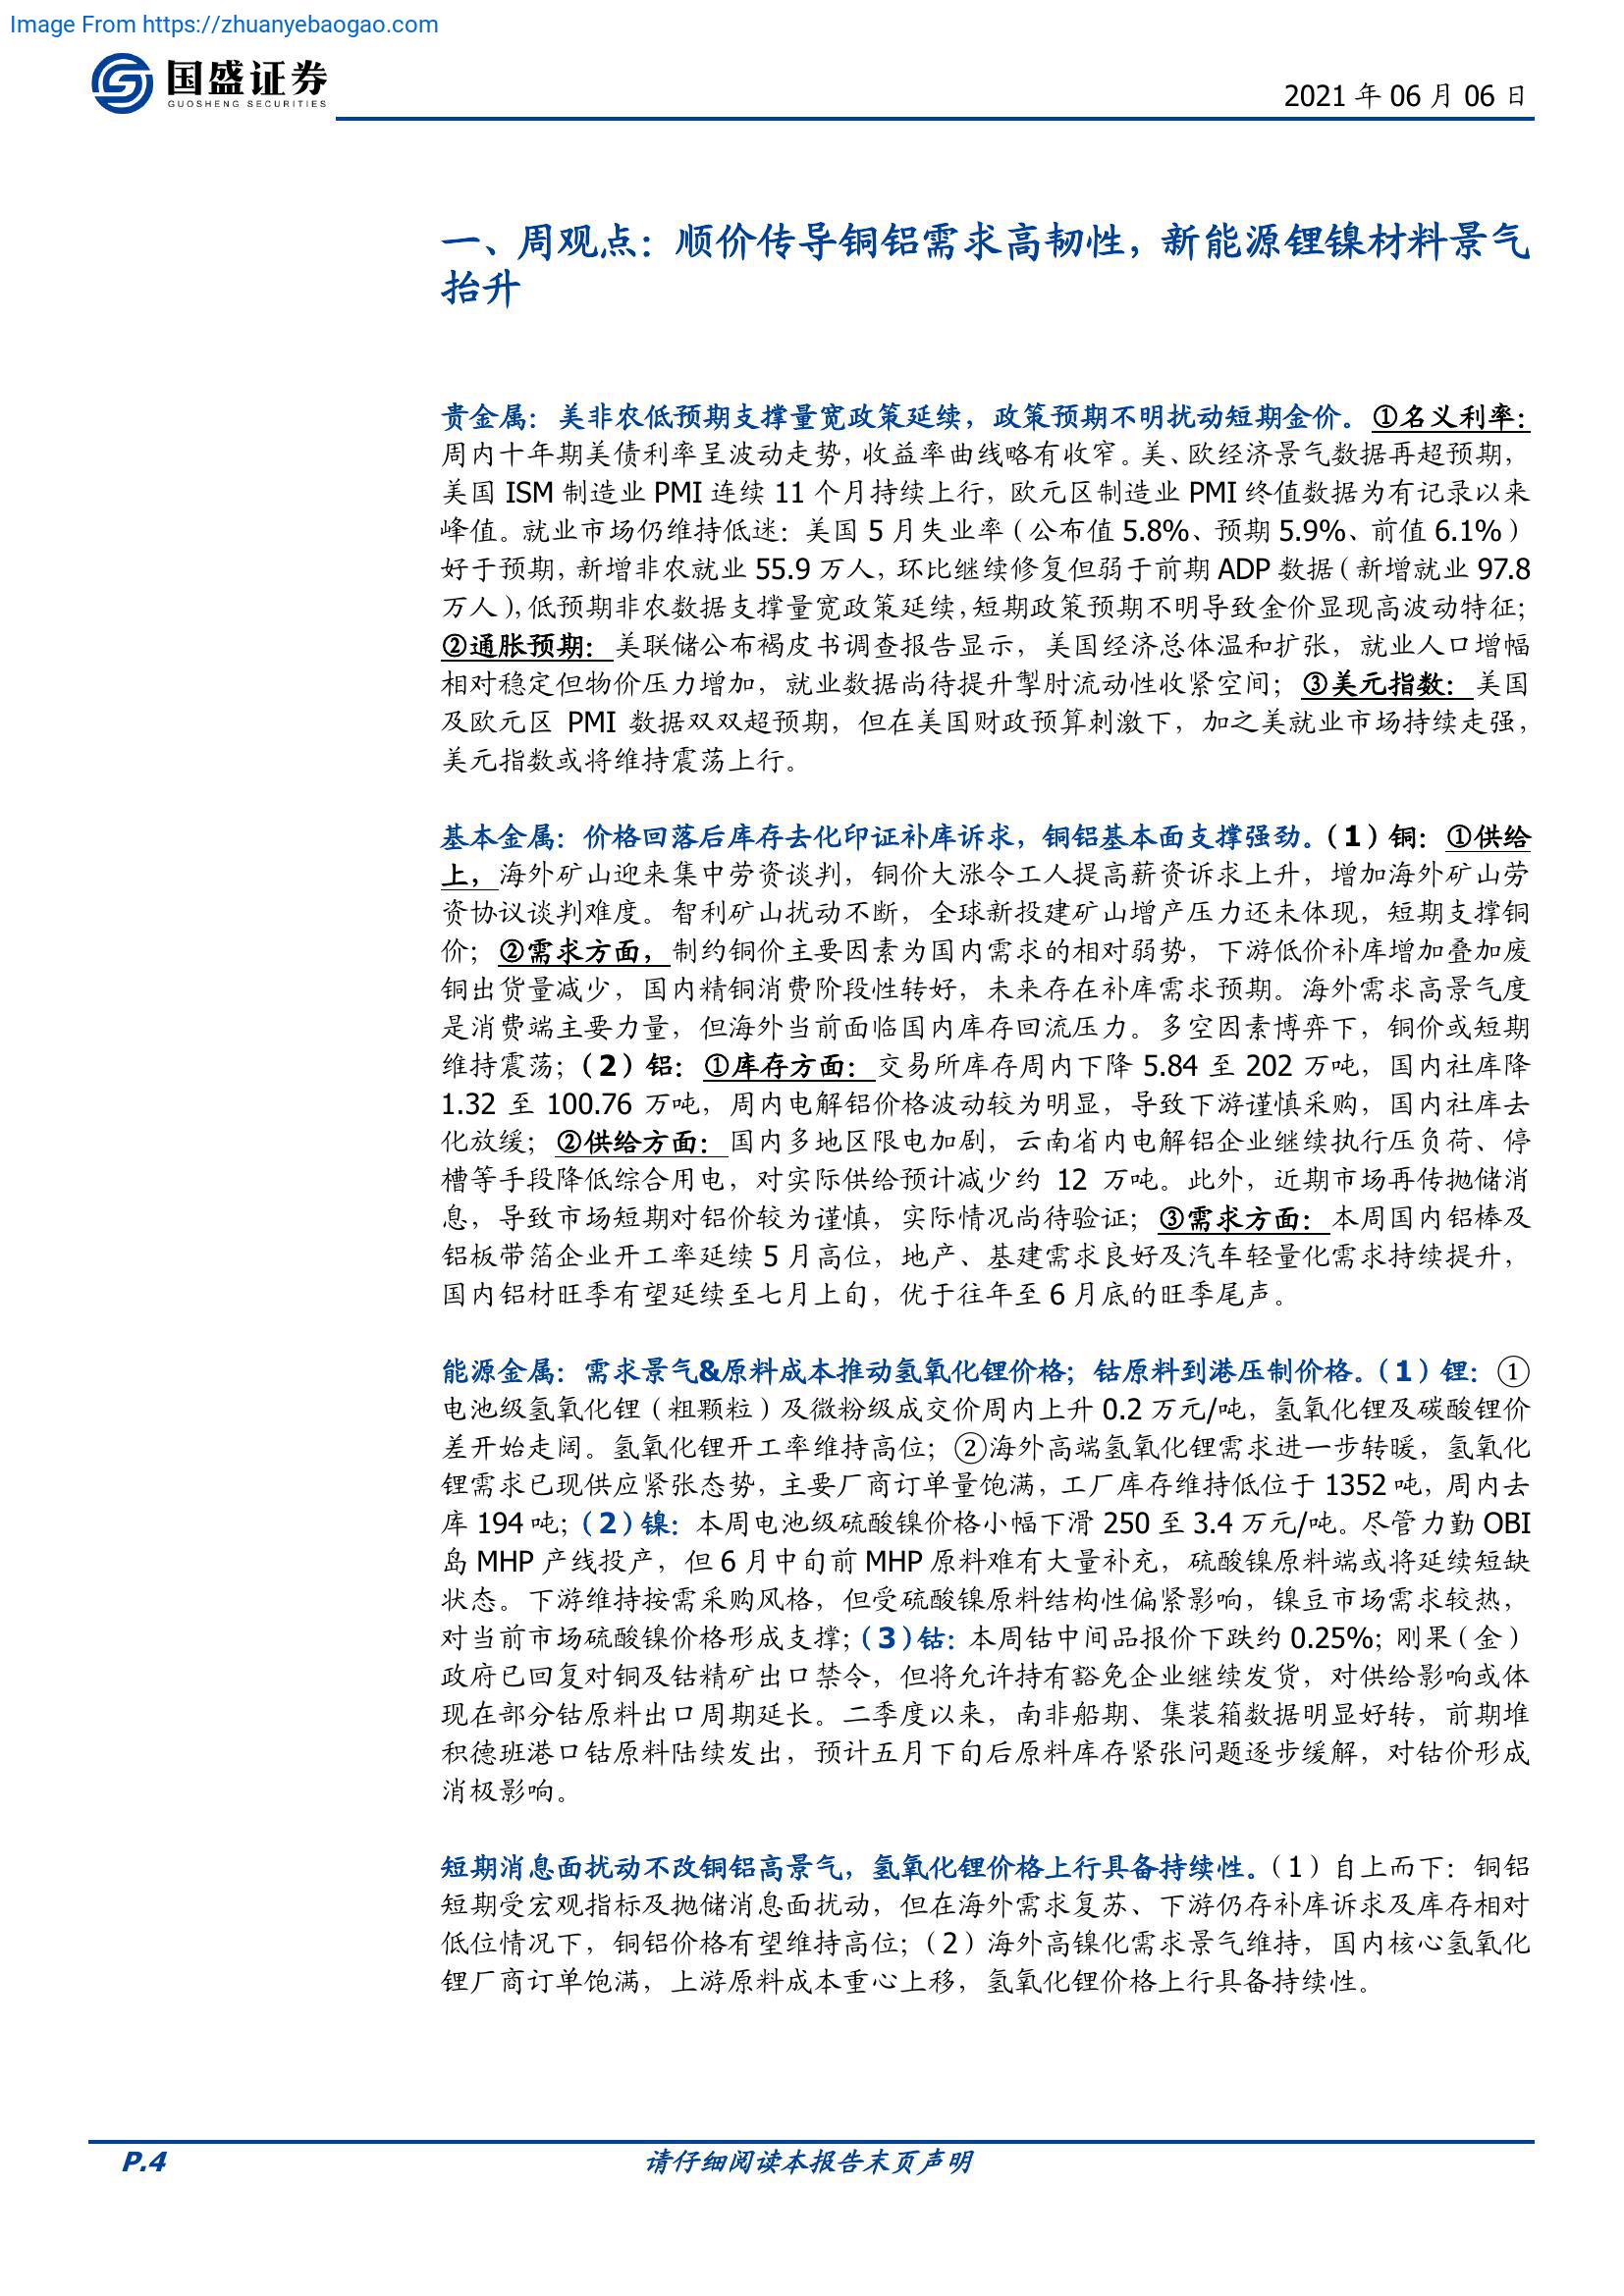 Image From https://zhuanyebaogao.com
国盛证券
GUOSHENG SECURITIES
2021 年 06 月 06 日
一、周观点：顺价传导铜铝需求高韧性，新能源锂镍材料景气
抬升
贵金属：美非农低预期支撑量宽政策延续，政策预期不明扰动短期金价。①名义利率：
周内十年期美债利率呈波动走势，收益率曲线略有收窄。美、欧经济景气数据再超预期，
美国 ISM 制造业 PMI 连续 11 个月持续上行，欧元区制造业 PMI 终值数据为有记录以来
峰值。就业市场仍维持低迷：美国 5 月失业率（公布值 5.8%、预期 5.9%、前值 6.1%）
好于预期，新增非农就业 55.9 万人，环比继续修复但弱于前期 ADP 数据（新增就业 97.8
万人），低预期非农数据支撑量宽政策延续，短期政策预期不明导致金价显现高波动特征；
②通胀预期：美联储公布褐皮书调查报告显示，美国经济总体温和扩张，就业人口增幅
相对稳定但物价压力增加，就业数据尚待提升掣肘流动性收紧空间；③美元指数：美国
及欧元区 PMI 数据双双超预期，但在美国财政预算刺激下，加之美就业市场持续走强，
美元指数或将维持震荡上行。
基本金属：价格回落后库存去化印证补库诉求，铜铝基本面支撑强劲。（1）铜：①供给
上，海外矿山迎来集中劳资谈判，铜价大涨令工人提高薪资诉求上升，增加海外矿山劳
资协议谈判难度。智利矿山扰动不断，全球新投建矿山增产压力还未体现，短期支撑铜
价；②需求方面，制约铜价主要因素为国内需求的相对弱势，下游低价补库增加叠加废
铜出货量减少，国内精铜消费阶段性转好，未来存在补库需求预期。海外需求高景气度
是消费端主要力量，但海外当前面临国内库存回流压力。多空因素博弈下，铜价或短期
维持震荡；（2）铝：①库存方面：交易所库存周内下降 5.84 至 202 万吨，国内社库降
1.32 至 100.76 万吨，周内电解铝价格波动较为明显，导致下游谨慎采购，国内社库去
化放缓；②供给方面：国内多地区限电加剧，云南省内电解铝企业继续执行压负荷、停
槽等手段降低综合用电，对实际供给预计减少约 12 万吨。此外，近期市场再传抛储消
息，导致市场短期对铝价较为谨慎，实际情况尚待验证；③需求方面：本周国内铝棒及
铝板带箔企业开工率延续 5 月高位，地产、基建需求良好及汽车轻量化需求持续提升，
国内铝材旺季有望延续至七月上旬，优于往年至 6 月底的旺季尾声。
能源金属：需求景气&原料成本推动氢氧化锂价格；钴原料到港压制价格。（1）锂：①
电池级氢氧化锂（粗颗粒）及微粉级成交价周内上升 0.2 万元/吨，氢氧化锂及碳酸锂价
差开始走阔。氢氧化锂开工率维持高位；②海外高端氢氧化锂需求进一步转暖，氢氧化
锂需求已现供应紧张态势，主要厂商订单量饱满，工厂库存维持低位于 1352 吨，周内去
库 194 吨；（2）镍：本周电池级硫酸镍价格小幅下滑 250 至 3.4 万元/吨。尽管力勤 OBI
岛 MHP 产线投产，但 6 月中旬前 MHP 原料难有大量补充，硫酸镍原料端或将延续短缺
状态。下游维持按需采购风格，但受硫酸镍原料结构性偏紧影响，镍豆市场需求较热，
对当前市场硫酸镍价格形成支撑；（3）钴：本周钴中间品报价下跌约 0.25%；刚果（金）
政府已回复对铜及钴精矿出口禁令，但将允许持有豁免企业继续发货，对供给影响或体
现在部分钴原料出口周期延长。二季度以来，南非船期、集装箱数据明显好转，前期堆
积德班港口钴原料陆续发出，预计五月下旬后原料库存紧张问题逐步缓解，对钴价形成
消极影响。
短期消息面扰动不改铜铝高景气，氢氧化锂价格上行具备持续性。（1）自上而下：铜铝
短期受宏观指标及抛储消息面扰动，但在海外需求复苏、下游仍存补库诉求及库存相对
低位情况下，铜铝价格有望维持高位；（2）海外高镍化需求景气维持，国内核心氢氧化
锂厂商订单饱满，上游原料成本重心上移，氢氧化锂价格上行具备持续性。
P.4
请仔细阅读本报告末页声明